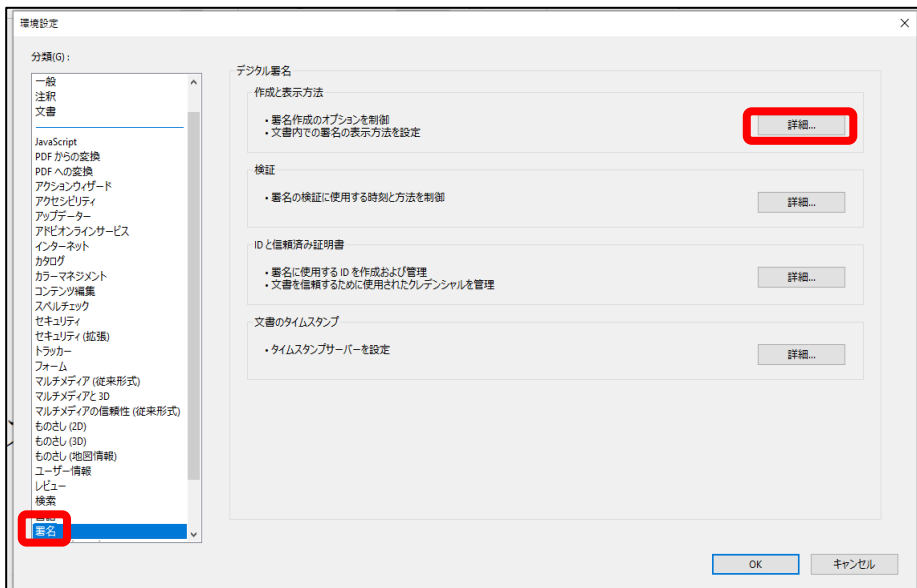 環境設定
分類(G) :
一般
注釈
文書
JavaScript
PDF からの変換
PDF への変換
アクションウィザード
アクセシビリティ
アップデーター
アドビオンラインサービス
インターネット
カタログ
カラーマネジメント
コンテンツ編集
スペルチェック
セキュリティ
セキュリティ (拡張)
トラッカー
フォーム
マルチメディア (従来形式)
マルチメディアと 3D
マルチメディアの信頼性 (従来形式)
ものさし (2D)
ものさし (3D)
ものさし (地図情報)
ユーザー情報
レビュー
検索
署名
デジタル署名
作成と表示方法
• 署名作成のオプションを制御
• 文書内での署名の表示方法を設定
詳細...
検証
• 署名の検証に使用する時刻と方法を制御
詳細...
ID と信頼済み証明書
• 署名に使用する ID を作成および管理
• 文書を信頼するために使用されたクレデンシャルを管理
詳細...
文書のタイムスタンプ
• タイムスタンプサーバーを設定
詳細...
OK
キャンセル